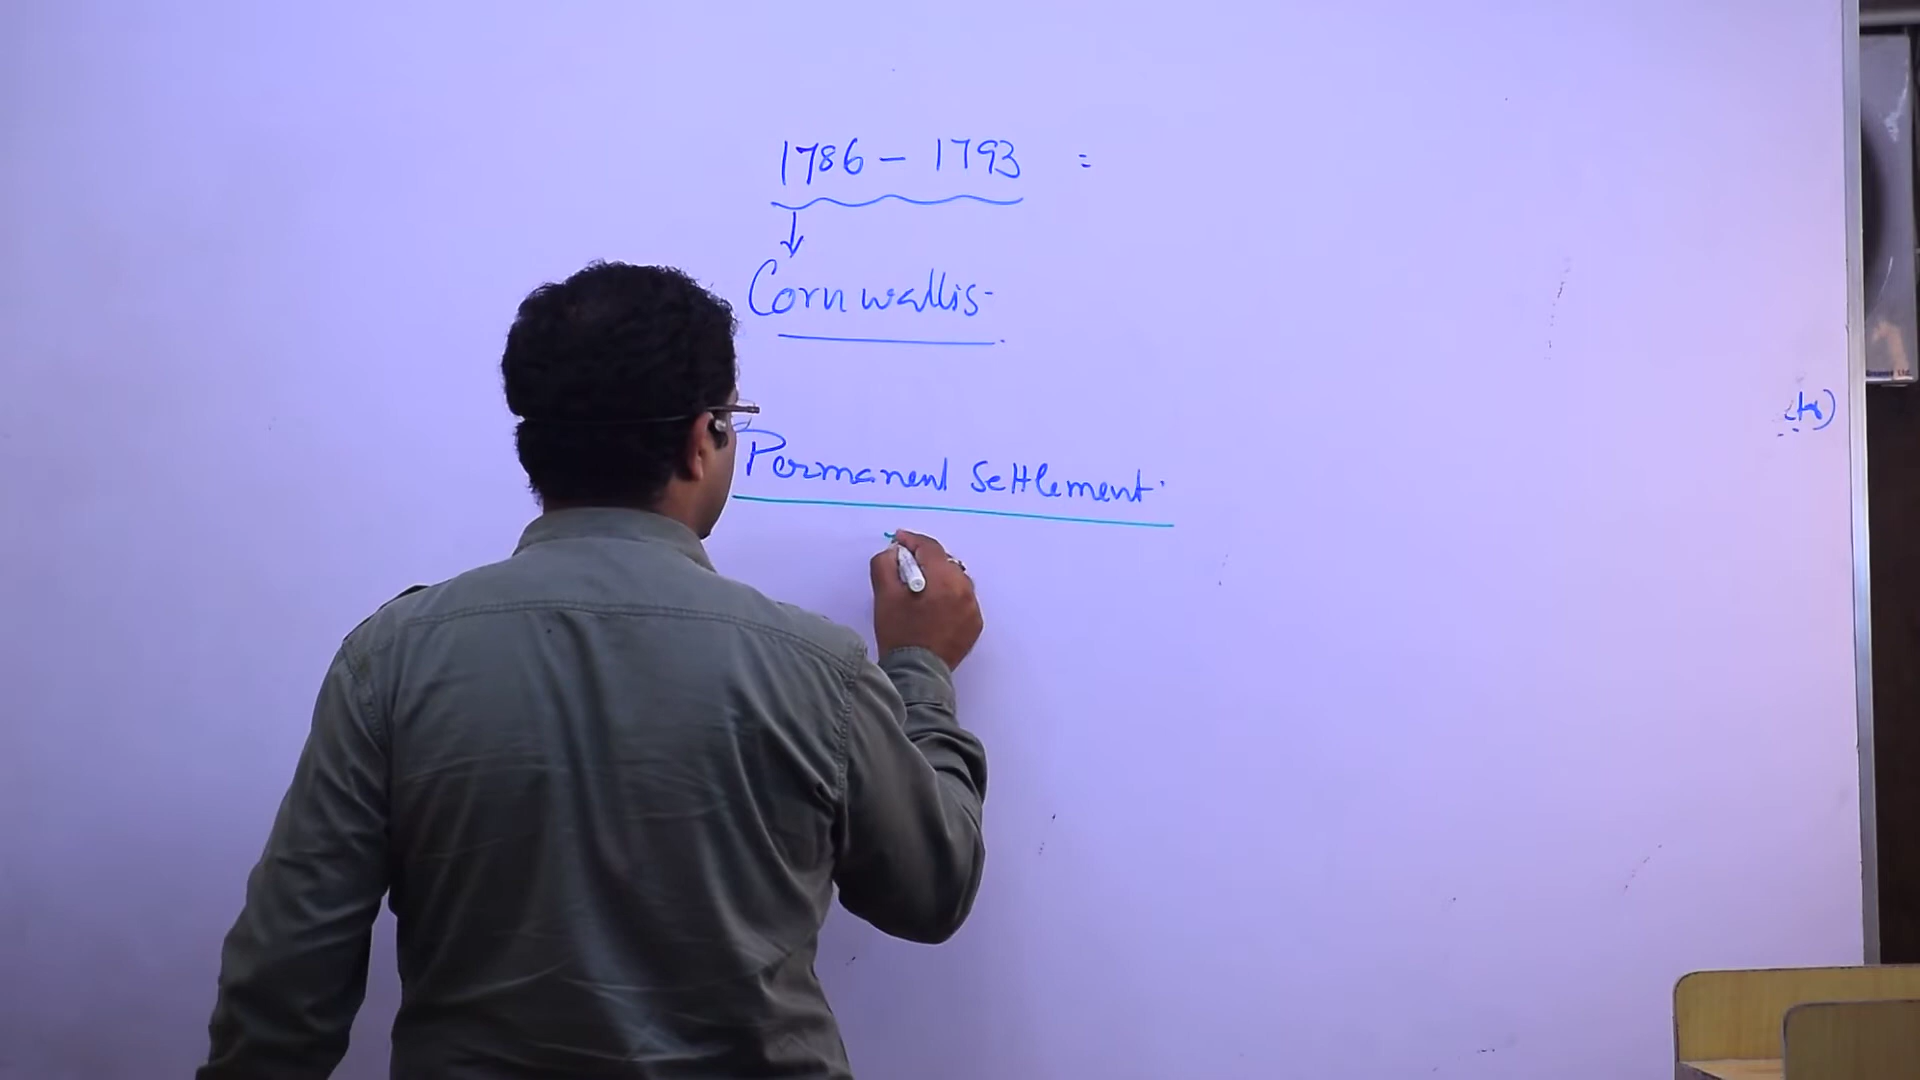 1786 - 1793 =
Cornwallis
Permanent Settlement